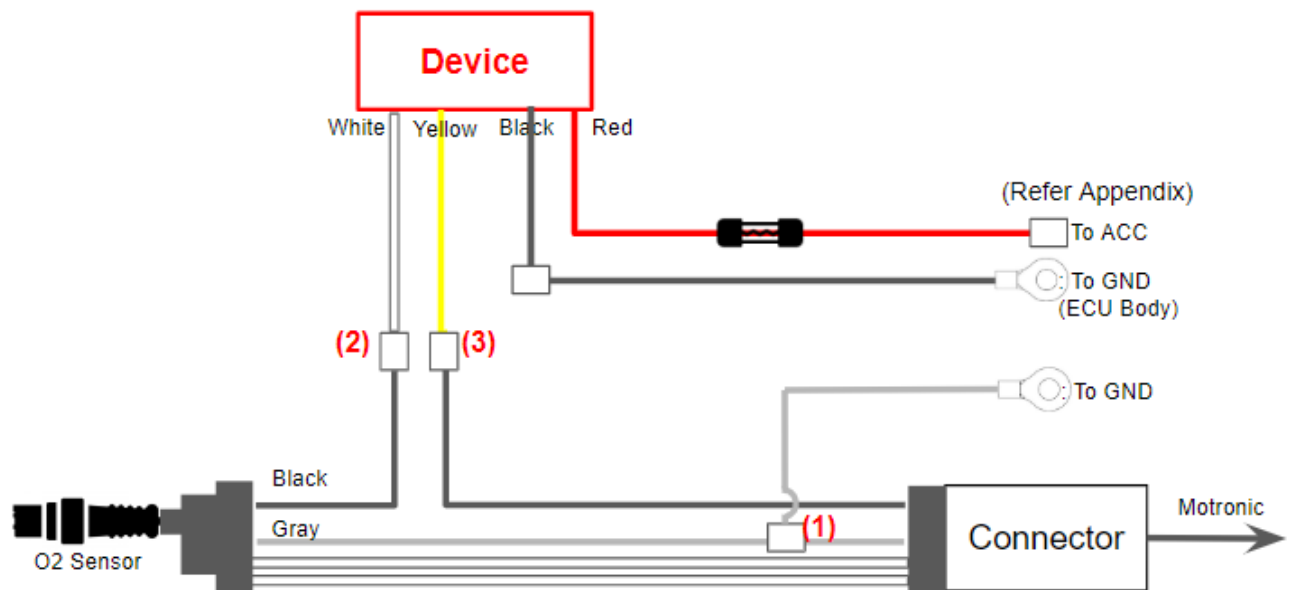 Device
White
Yellow
Black
Red
(Refer Appendix)
To ACC
To GND
(ECU Body)
(2)
(3)
To GND
Black
Gray
(1)
O2 Sensor
Connector
Motronic